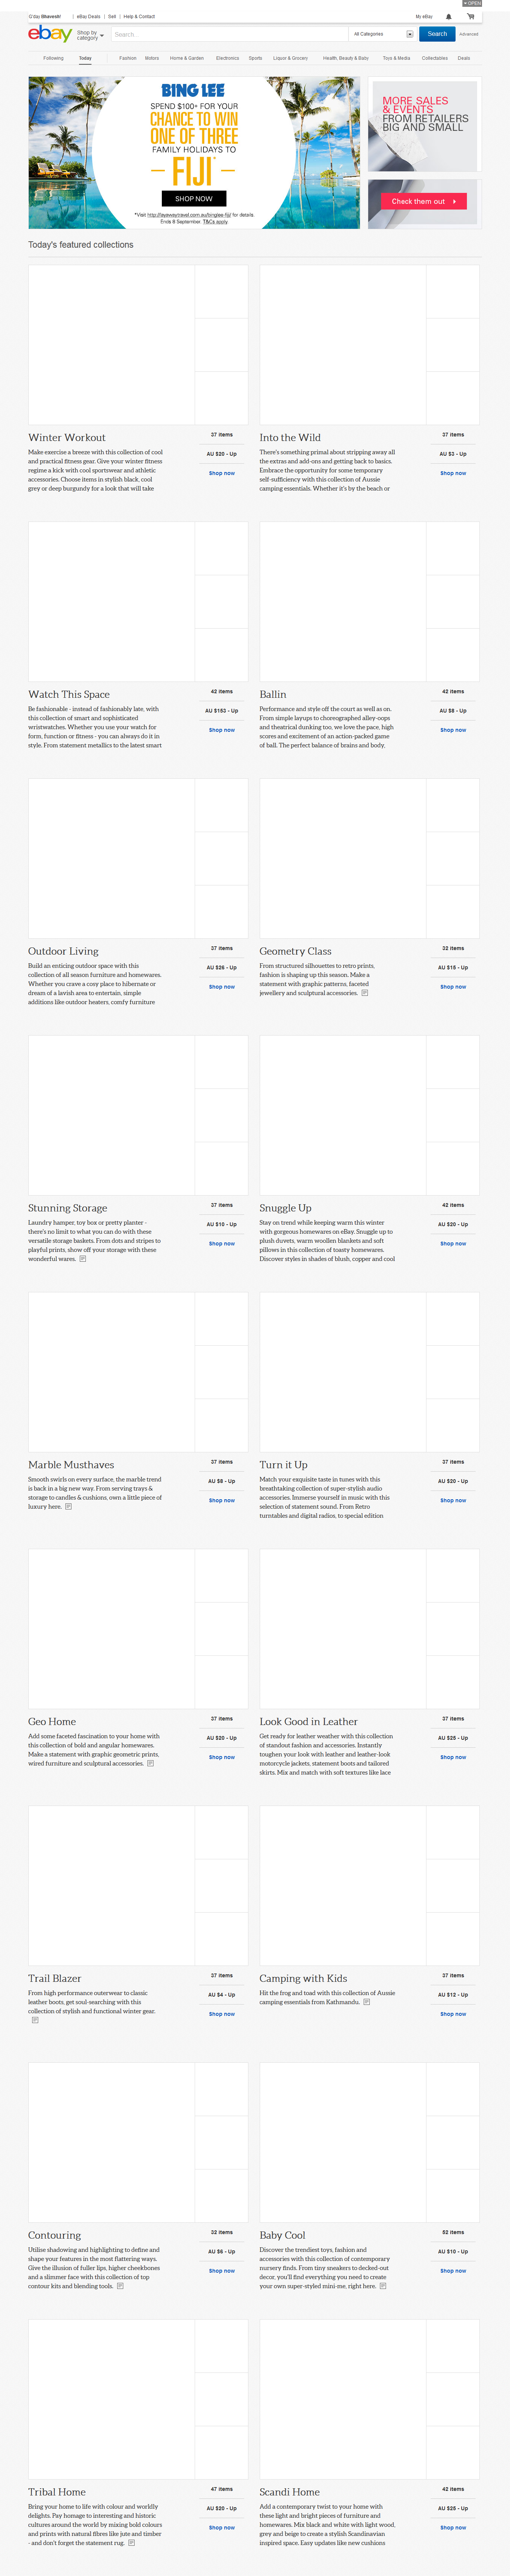 OPEN
G'day Bhavesh!
eBay Deals
Sell
Help & Contact
My eBay
ebay
Shop by category
Search...
All Categories
Search
Advanced
Following
Today
Fashion
Motors
Home & Garden
Electronics
Sports
Liquor & Grocery
Health, Beauty & Baby
Toys & Media
Collectables
Deals
BING LEE
SPEND $100+ FOR YOUR
CHANCE TO WIN
ONE OF THREE
FAMILY HOLIDAYS TO
FIJI*
SHOP NOW
Ends 8 September. T&Cs apply.
MORE SALES
& EVENTS
FROM RETAILERS
BIG AND SMALL
Check them out
Today's featured collections
Winter Workout
Make exercise a breeze with this collection of cool
and practical fitness gear. Give your winter fitness
regime a kick with cool sportswear and athletic
accessories. Choose items in stylish black, cool
grey or deep burgundy for a look that will take
37 items
AU $20 - Up
Shop now
Into the Wild
There's something primal about stripping away all
the extras and add-ons and getting back to basics.
Embrace the opportunity for some temporary
self-sufficiency with this collection of Aussie
camping essentials. Whether it's by the beach or
37 items
AU $3 - Up
Shop now
Watch This Space
Be fashionable - instead of fashionably late, with
this collection of smart and sophisticated
wristwatches. Whether you use your watch for
form, function or fitness - you can always do it in
style. From statement metallics to the latest smart
42 items
AU $153 - Up
Shop now
Ballin
Performance and style off the court as well as on.
From simple layups to choreographed alley-oops
and theatrical dunking too, we love the pace, high
scores and excitement of an action-packed game
of ball. The perfect balance of brains and body,
42 items
AU $8 - Up
Shop now
Outdoor Living
Build an enticing outdoor space with this
collection of all season furniture and homewares.
Whether you crave a cosy place to hibernate or
dream of a lavish area to entertain, simple
additions like outdoor heaters, comfy furniture
37 items
AU $26 - Up
Shop now
Geometry Class
From structured silhouettes to retro prints,
fashion is shaping up this season. Make a
statement with graphic patterns, faceted
jewellery and sculptural accessories.
32 items
AU $15 - Up
Shop now
Stunning Storage
Laundry hamper, toy box or pretty planter -
there's no limit to what you can do with these
versatile storage baskets. From dots and stripes to
playful prints, show off your storage with these
wonderful wares.
37 items
AU $10 - Up
Shop now
Snuggle Up
Stay on trend while keeping warm this winter
with gorgeous homewares on eBay. Snuggle up to
plush duvets, warm woollen blankets and soft
pillows in this collection of toasty homewares.
Discover styles in shades of blush, copper and cool
42 items
AU $20 - Up
Shop now
Marble Musthaves
Smooth swirls on every surface, the marble trend
is back in a big new way. From serving trays &
storage to candles & cushions, own a little piece of
luxury here.
37 items
AU $8 - Up
Shop now
Turn it Up
Match your exquisite taste in tunes with this
breathtaking collection of super-stylish audio
accessories. Immerse yourself in music with this
selection of statement sound. From Retro
turntables and digital radios, to special edition
37 items
AU $20 - Up
Shop now
Geo Home
Add some faceted fascination to your home with
this collection of bold and angular homewares.
Make a statement with graphic geometric prints,
wired furniture and sculptural accessories.
37 items
AU $20 - Up
Shop now
Look Good in Leather
Get ready for leather weather with this collection
of standout fashion and accessories. Instantly
toughen your look with leather and leather-look
motorcycle jackets, statement boots and tailored
skirts. Mix and match with soft textures like lace
37 items
AU $25 - Up
Shop now
Trail Blazer
From high performance outerwear to classic
leather boots, get soul-searching with this
collection of stylish and functional winter gear.
37 items
AU $4 - Up
Shop now
Camping with Kids
Hit the frog and toad with this collection of Aussie
camping essentials from Kathmandu.
37 items
AU $12 - Up
Shop now
Contouring
Utilise shadowing and highlighting to define and
shape your features in the most flattering ways.
Give the illusion of fuller lips, higher cheekbones
and a slimmer face with this collection of top
contour kits and blending tools.
32 items
AU $6 - Up
Shop now
Baby Cool
Discover the trendiest toys, fashion and
accessories with this collection of contemporary
nursery finds. From tiny sneakers to decked-out
decor, you'll find everything you need to create
your own super-styled mini-me, right here.
52 items
AU $10 - Up
Shop now
Tribal Home
Bring your home to life with colour and worldly
delights. Pay homage to interesting and historic
cultures around the world by mixing bold colours
and prints with natural fibres like jute and timber
- and don't forget the statement rug.
47 items
AU $20 - Up
Shop now
Scandi Home
Add a contemporary twist to your home with
these light and bright pieces of furniture and
homewares. Mix black and white with light wood,
grey and beige to create a stylish Scandinavian
inspired space. Easy updates like new cushions
42 items
AU $25 - Up
Shop now